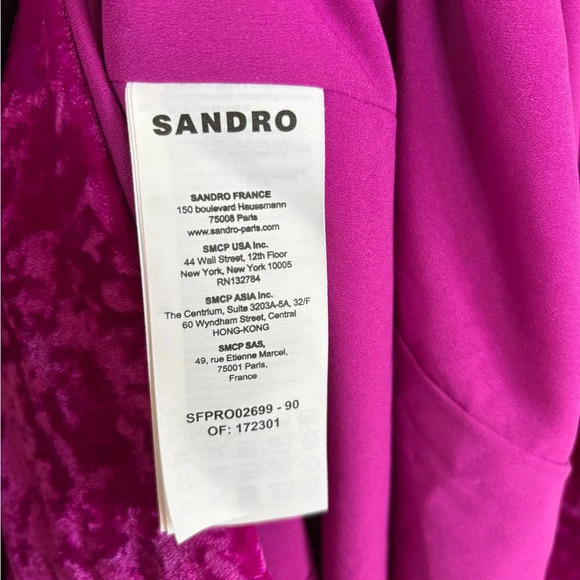 SANDRO
SANDRO FRANCE
150 boulevard Haussmann
75008 Paris
www.sandro-paris.com
SMCP USA Inc.
44 Wall Street, 12th Floor
New York, New York 10005
RN132784
SMCP ASIA Inc.
The Centrium, Suite 3203A-5A, 32/F
60 Wyndham Street, Central
HONG-KONG
SMCP SAS,
49, rue Etienne Marcel,
75001 Paris,
France
SFPRO02699 - 90
OF: 172301